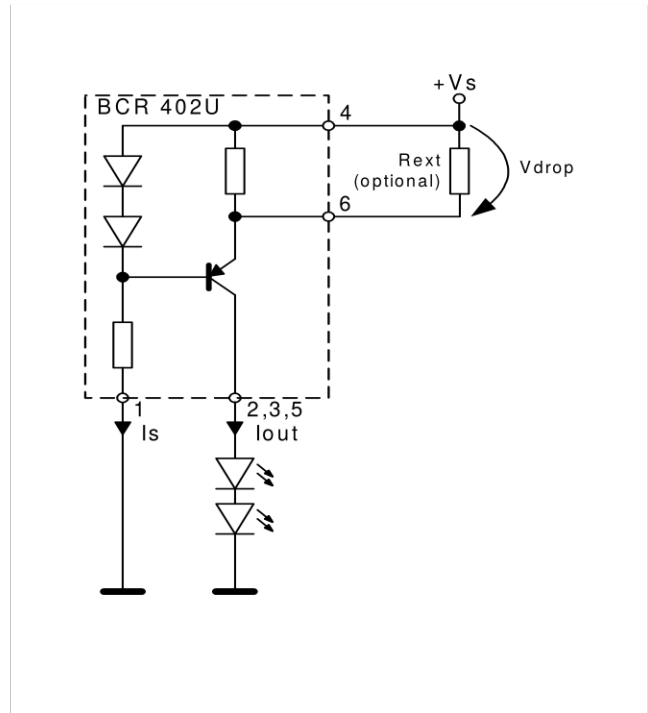 +Vs
BCR 402U
4
Rext
(optional)
Vdrop
6
1
2,3,5
Is
Iout